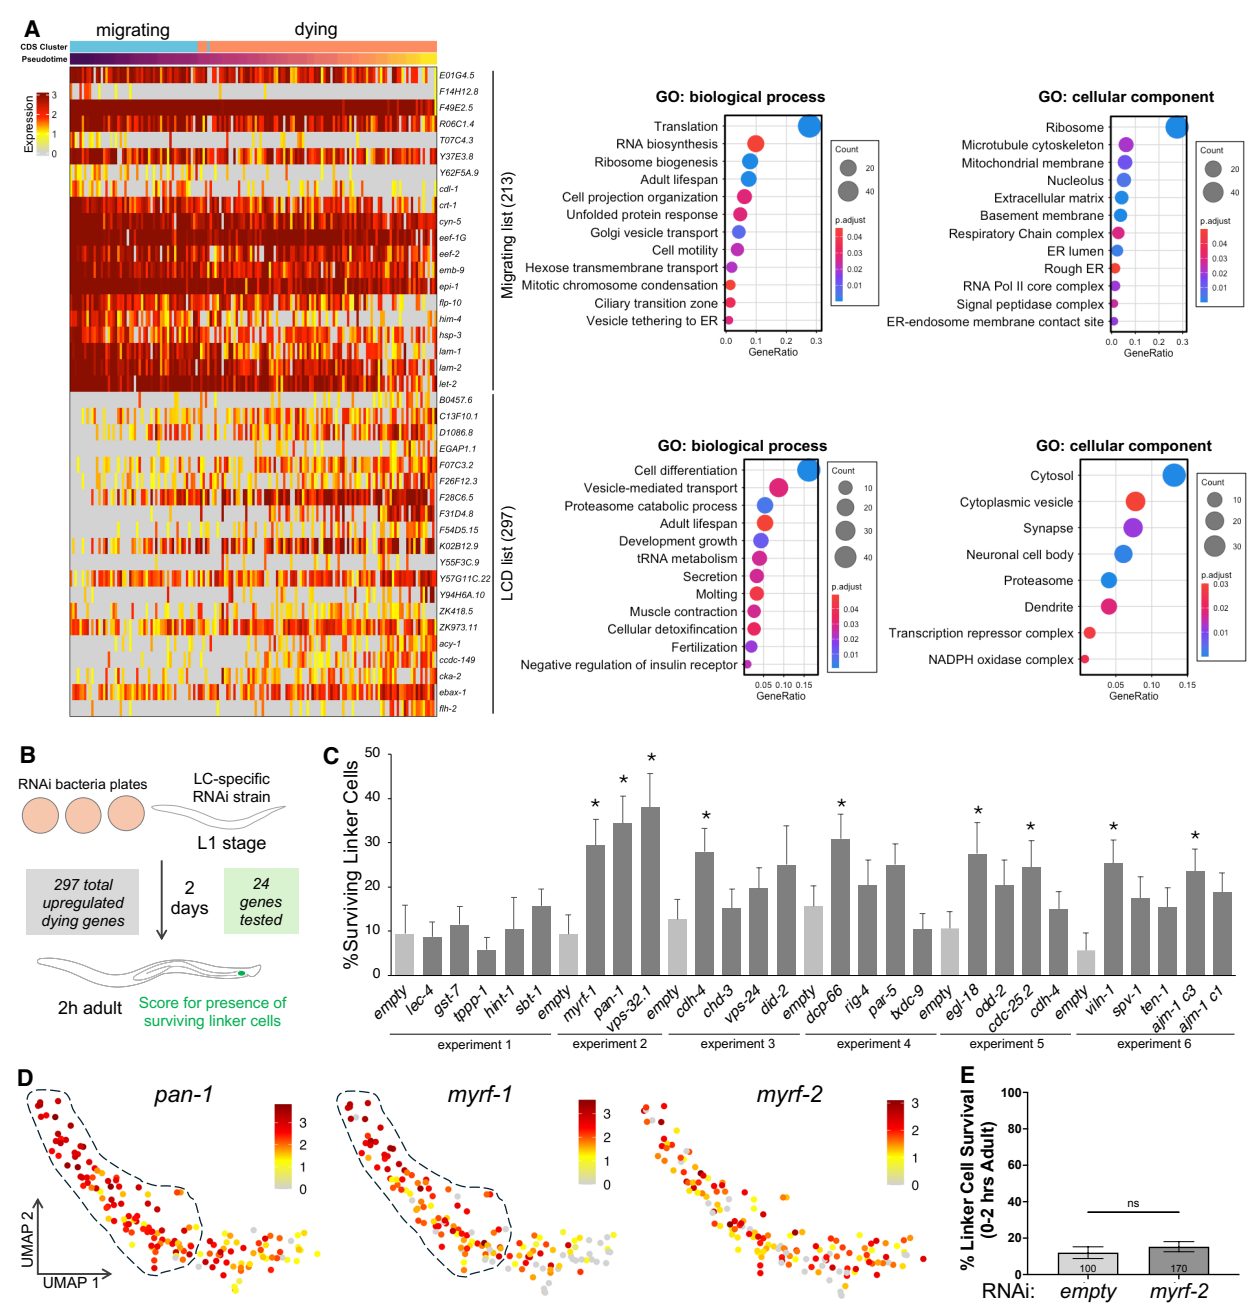 A
migrating
dying
CDS Cluster
Pseudotime
Expression
3
2
1
0
E01G4.5
F14H12.8
F49E2.5
R06C1.4
T07C4.3
Y37E3.8
Y62F5A.9
cdl-1
crt-1
cyn-5
eef-1G
eef-2
emb-9
epi-1
flp-10
him-4
hsp-3
lam-1
lam-2
let-2
B0457.6
C13F10.1
D1086.8
EGAP1.1
F07C3.2
F26F12.3
F28C6.5
F31D4.8
F54D5.15
K02B12.9
Y55F3C.9
Y57G11C.22
Y94H6A.10
ZK418.5
ZK973.11
acy-1
ccdc-149
cka-2
ebax-1
flh-2
Migrating list (213)
LCD list (297)
GO: biological process
Translation
RNA biosynthesis
Ribosome biogenesis
Adult lifespan
Cell projection organization
Unfolded protein response
Golgi vesicle transport
Cell motility
Hexose transmembrane transport
Mitotic chromosome condensation
Ciliary transition zone
Vesicle tethering to ER
0.0 0.1 0.2 0.3
GeneRatio
Count
20
40
p.adjust
0.04
0.03
0.02
0.01
GO: cellular component
Ribosome
Microtubule cytoskeleton
Mitochondrial membrane
Nucleolus
Extracellular matrix
Basement membrane
Respiratory Chain complex
ER lumen
Rough ER
RNA Pol II core complex
Signal peptidase complex
ER-endosome membrane contact site
0.0 0.1 0.2 0.3
GeneRatio
Count
20
40
p.adjust
0.04
0.03
0.02
0.01
GO: biological process
Cell differentiation
Vesicle-mediated transport
Proteasome catabolic process
Adult lifespan
Development growth
tRNA metabolism
Secretion
Molting
Muscle contraction
Cellular detoxifincation
Fertilization
Negative regulation of insulin receptor
0.05 0.10 0.15
GeneRatio
Count
10
20
30
40
p.adjust
0.04
0.03
0.02
0.01
GO: cellular component
Cytosol
Cytoplasmic vesicle
Synapse
Neuronal cell body
Proteasome
Dendrite
Transcription repressor complex
NADPH oxidase complex
0.05 0.10 0.15
GeneRatio
Count
10
20
30
p.adjust
0.03
0.02
0.01
B
RNAi bacteria plates
LC-specific
RNAi strain
L1 stage
297 total
upregulated
dying genes
2
days
24
genes
tested
2h adult
Score for presence of
surviving linker cells
C
%Surviving Linker Cells
50
40
30
20
10
0
* * * * * * * * *
empty lec-4 gst-7 tppp-1 hint-1 sbt-1 empty myrf-1 pan-1 vps-32.1 empty cdh-4 chd-3 vps-24 did-2 empty dcp-66 rig-4 par-5 txdc-9 empty egl-18 odd-2 cdc-25.2 cdh-4 empty viln-1 spv-1 ten-1 ajm-1 c3 ajm-1 c1
experiment 1 experiment 2 experiment 3 experiment 4 experiment 5 experiment 6
D
pan-1
3
2
1
0
UMAP 2
UMAP 1
myrf-1
3
2
1
0
myrf-2
3
2
1
0
E
% Linker Cell Survival
(0-2 hrs Adult)
100
80
60
40
20
0
ns
100
170
RNAi: empty myrf-2